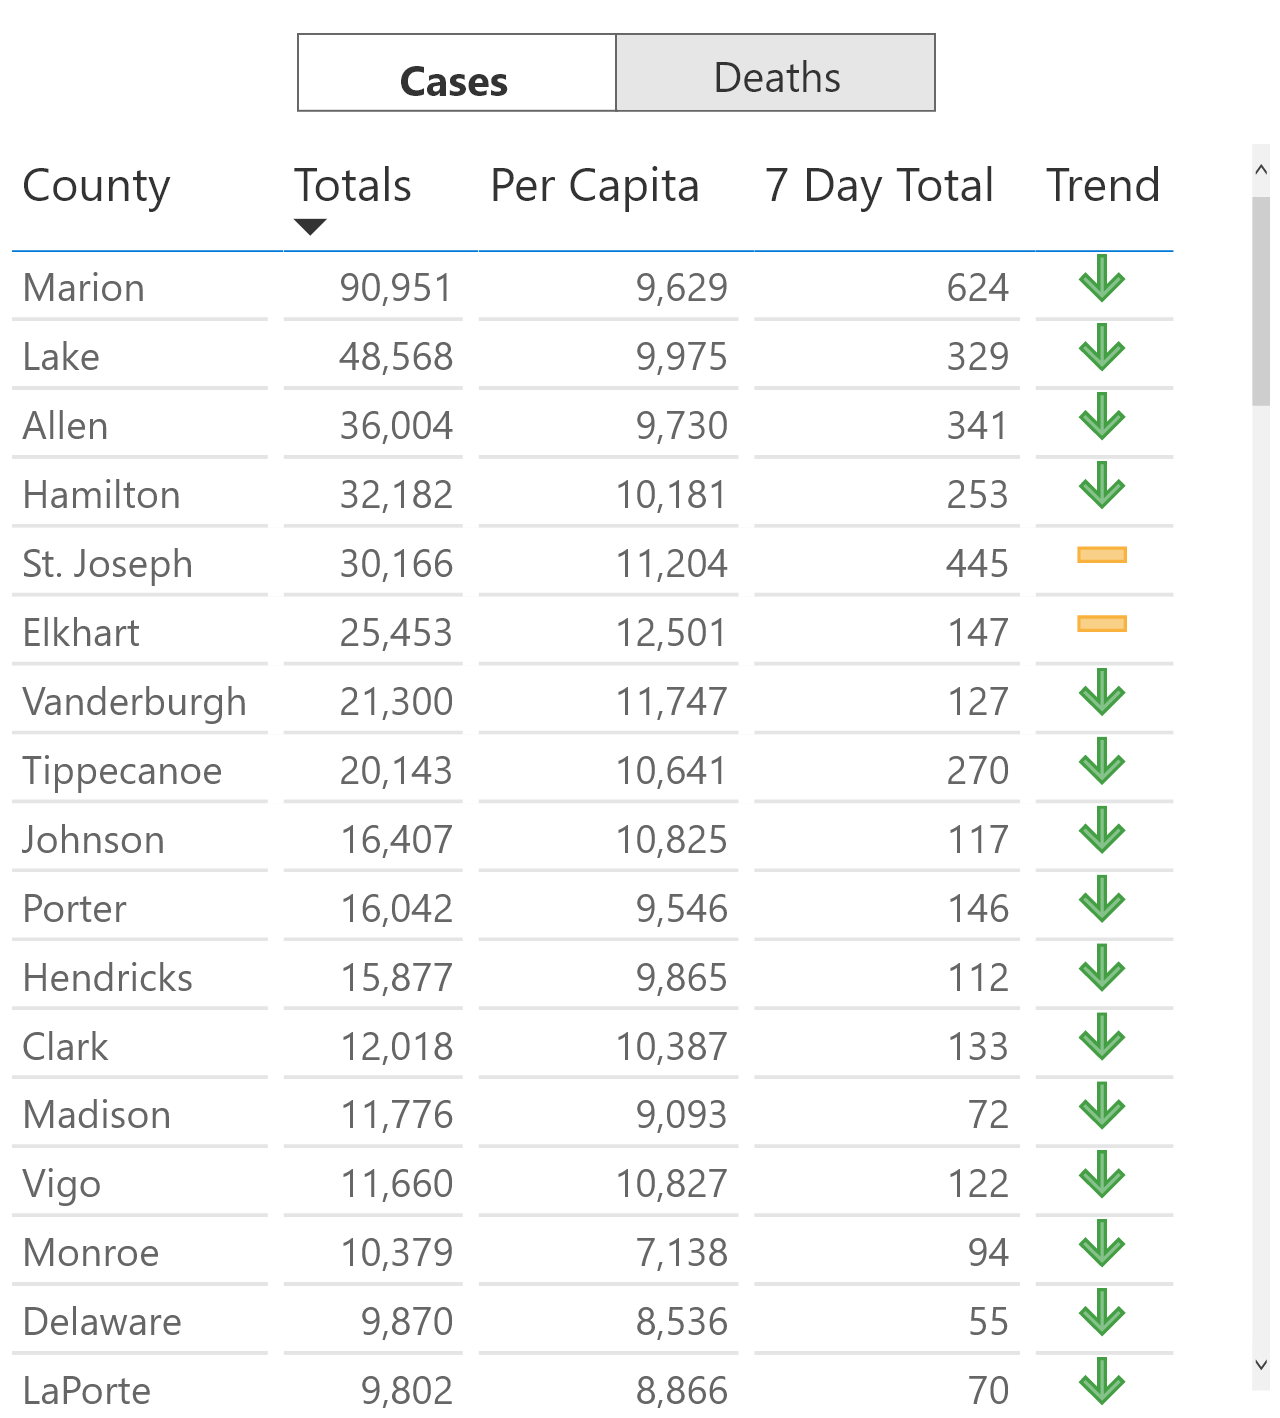 Cases Deaths
County Totals Per Capita 7 Day Total Trend
Marion 90,951 9,629 624
Lake 48,568 9,975 329
Allen 36,004 9,730 341
Hamilton 32,182 10,181 253
St. Joseph 30,166 11,204 445
Elkhart 25,453 12,501 147
Vanderburgh 21,300 11,747 127
Tippecanoe 20,143 10,641 270
Johnson 16,407 10,825 117
Porter 16,042 9,546 146
Hendricks 15,877 9,865 112
Clark 12,018 10,387 133
Madison 11,776 9,093 72
Vigo 11,660 10,827 122
Monroe 10,379 7,138 94
Delaware 9,870 8,536 55
LaPorte 9,802 8,866 70